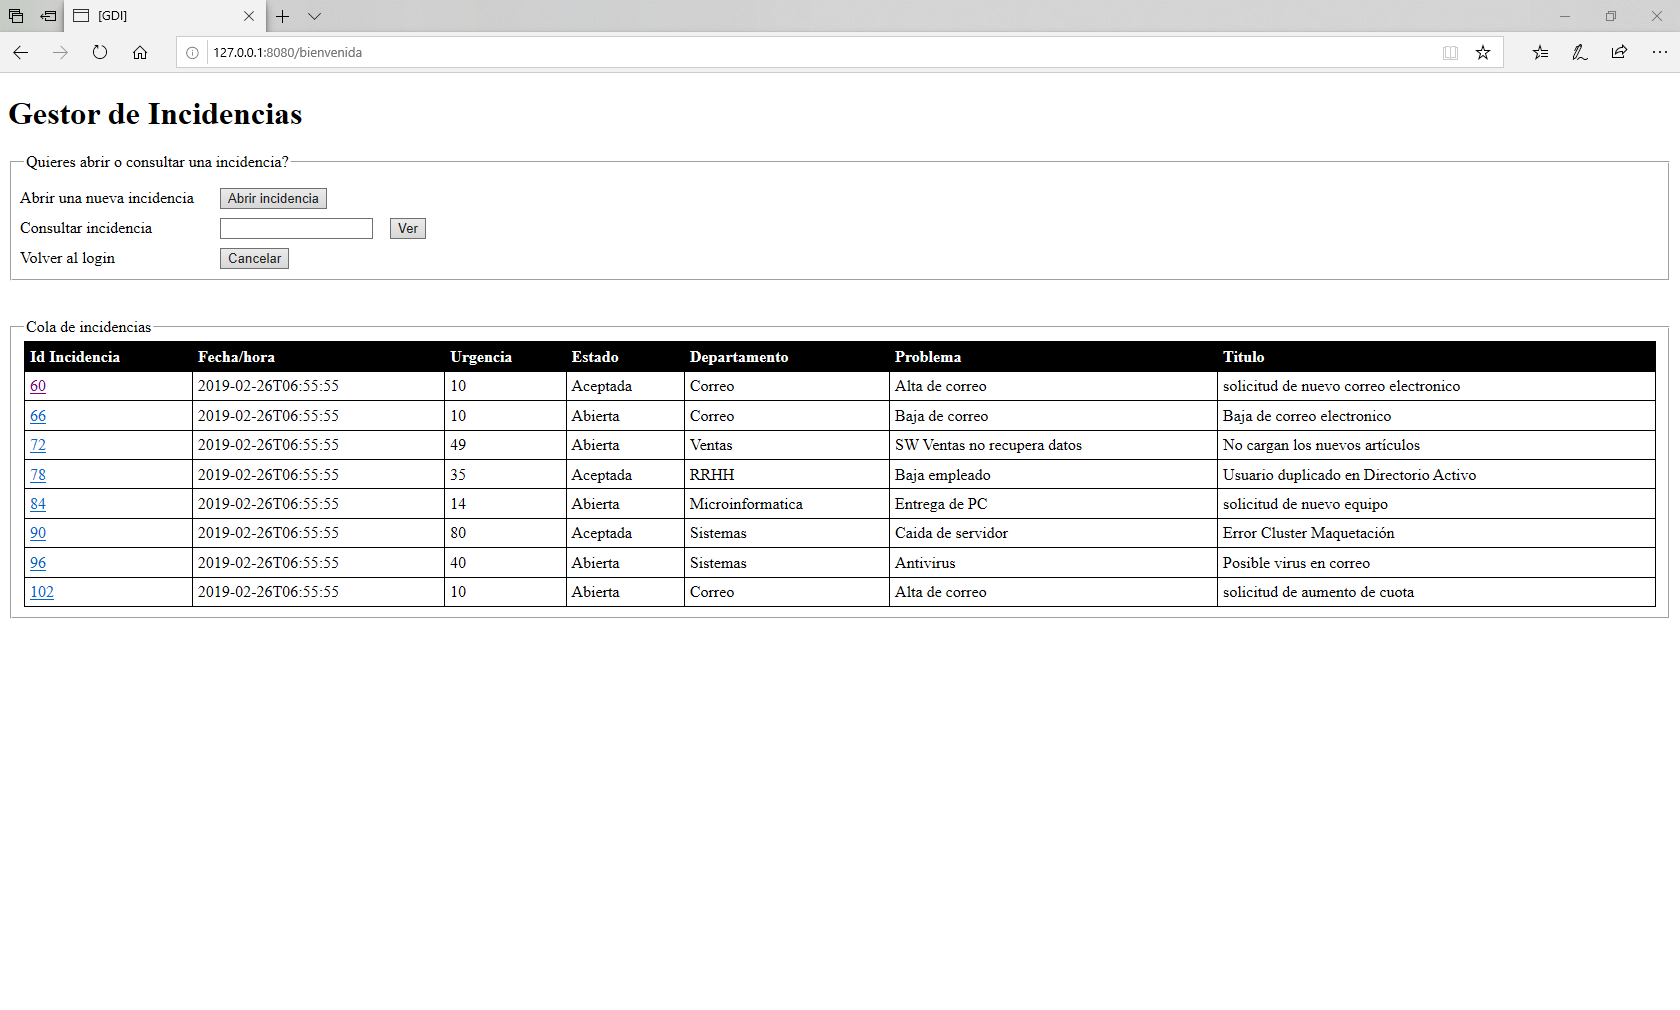 [GDI]
127.0.0.1:8080/bienvenida
Gestor de Incidencias
Quieres abrir o consultar una incidencia?
Abrir una nueva incidencia Abrir incidencia
Consultar incidencia Ver
Volver al login Cancelar
Cola de incidencias
Id Incidencia Fecha/hora Urgencia Estado Departamento Problema Titulo
60 2019-02-26T06:55:55 10 Aceptada Correo Alta de correo solicitud de nuevo correo electronico
66 2019-02-26T06:55:55 10 Abierta Correo Baja de correo Baja de correo electronico
72 2019-02-26T06:55:55 49 Abierta Ventas SW Ventas no recupera datos No cargan los nuevos artículos
78 2019-02-26T06:55:55 35 Aceptada RRHH Baja empleado Usuario duplicado en Directorio Activo
84 2019-02-26T06:55:55 14 Abierta Microinformatica Entrega de PC solicitud de nuevo equipo
90 2019-02-26T06:55:55 80 Aceptada Sistemas Caida de servidor Error Cluster Maquetación
96 2019-02-26T06:55:55 40 Abierta Sistemas Antivirus Posible virus en correo
102 2019-02-26T06:55:55 10 Abierta Correo Alta de correo solicitud de aumento de cuota